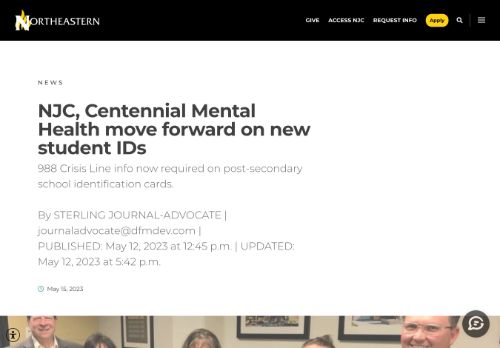 NORTHEASTERN
GIVE ACCESS NJC REQUEST INFO Apply
NEWS
NJC, Centennial Mental
Health move forward on new
student IDs
988 Crisis Line info now required on post-secondary
school identification cards.
By STERLING JOURNAL-ADVOCATE |
journaladvocate@dfmdev.com |
PUBLISHED: May 12, 2023 at 12:45 p.m. | UPDATED:
May 12, 2023 at 5:42 p.m.
May 15, 2023